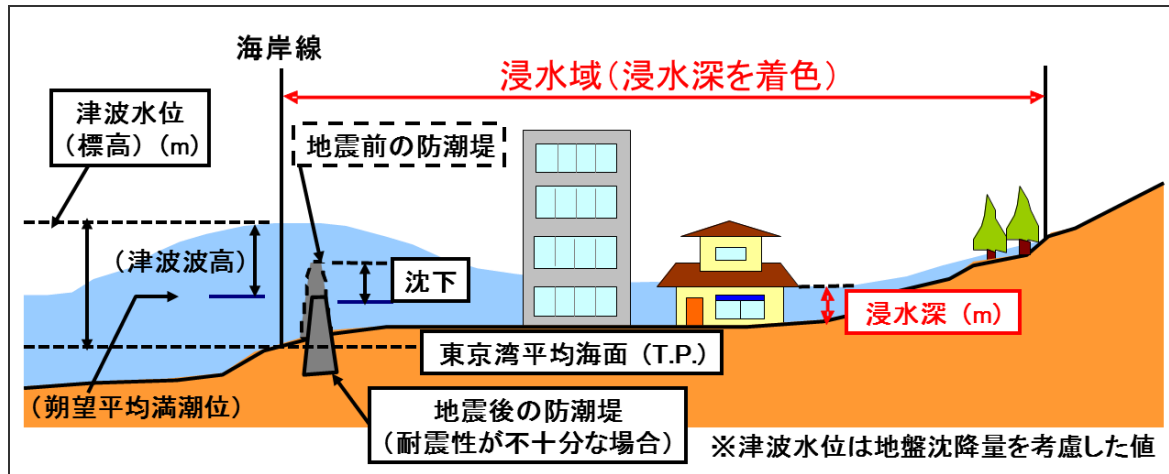 海岸線
浸水域(浸水深を着色)
津波水位
(標高)(m)
地震前の防潮堤
(津波波高)
沈下
浸水深(m)
東京湾平均海面(T.P.)
(朔望平均満潮位)
地震後の防潮堤
(耐震性が不十分な場合)
※津波水位は地盤沈降量を考慮した値